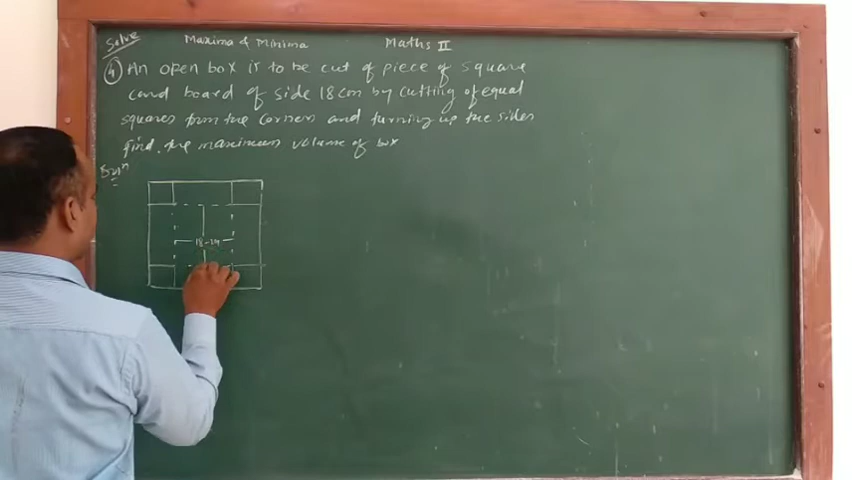 Solve Maxima & Minima Maths II
4 An open box is to be cut of piece of square
card board of side 18cm by cutting of equal
squares from the corners and turning up the sides
find. the maximum volume of box
Solⁿ
18-2x